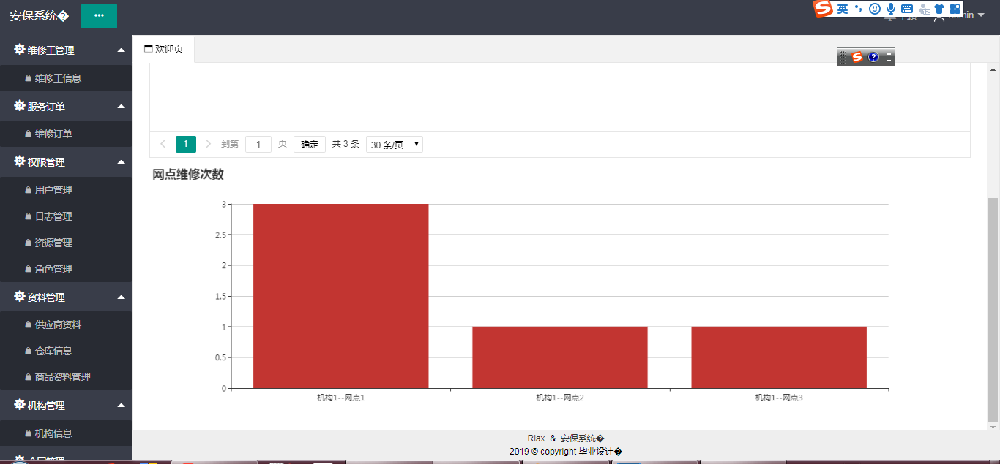 安保系统�
英
主题
admin
维修工管理
维修工信息
服务订单
维修订单
权限管理
用户管理
日志管理
资源管理
角色管理
资料管理
供应商资料
仓库信息
商品资料管理
机构管理
机构信息
欢迎页
1 到第 1 页 确定 共 3 条 30 条/页
网点维修次数
3
2.5
2
1.5
1
0.5
0
机构1--网点1 机构1--网点2 机构1--网点3
Rlax & 安保系统�
2019 © copyright 毕业设计�